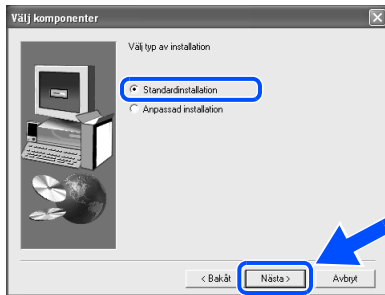 Välj komponenter
Välj typ av installation
Standardinstallation
Anpassad installation
< Bakåt
Nästa >
Avbryt